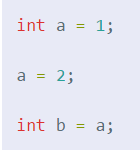 int a = 1;
a = 2;
int b = a;